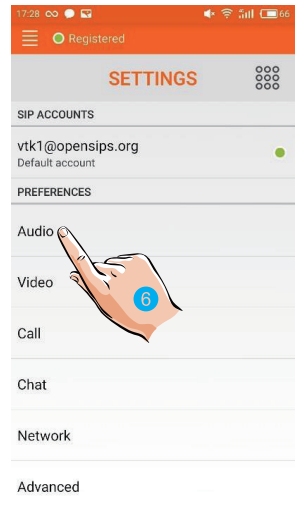 17:28 66
Registered
SETTINGS
SIP ACCOUNTS
vtk1@opensips.org
Default account
PREFERENCES
Audio
Video
6
Call
Chat
Network
Advanced